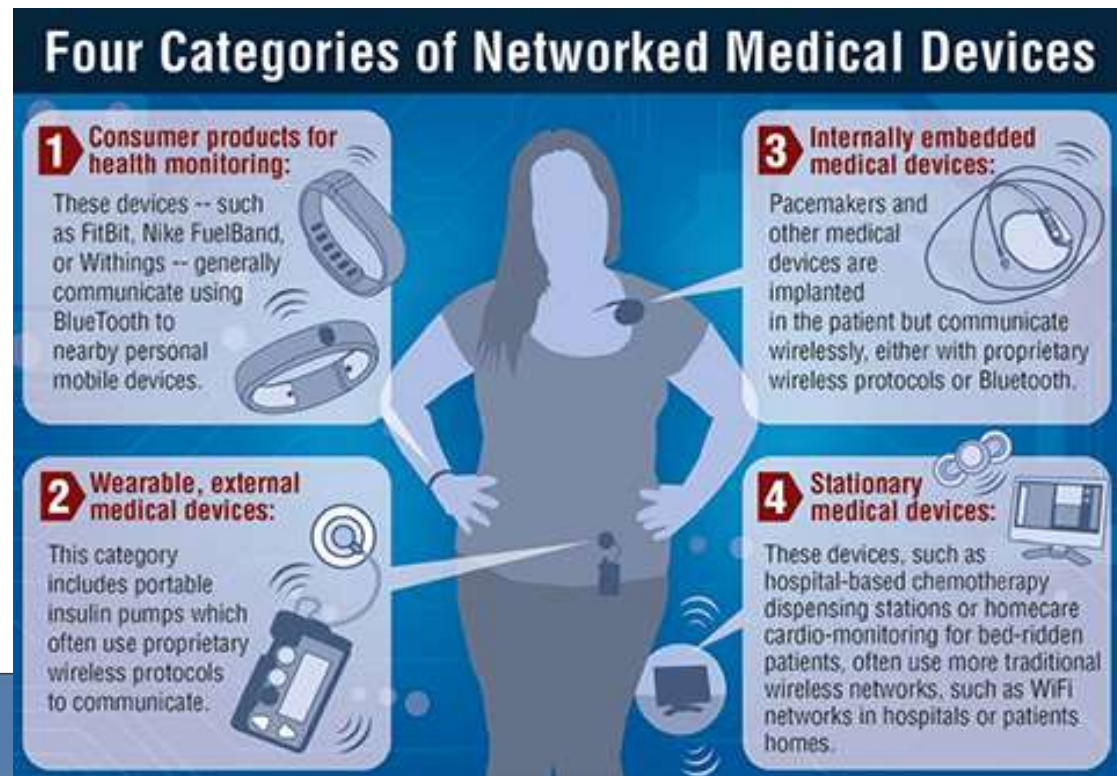 Four Categories of Networked Medical Devices
1 Consumer products for
health monitoring:
These devices -- such
as FitBit, Nike FuelBand,
or Withings -- generally
communicate using
BlueTooth to
nearby personal
mobile devices.
2 Wearable, external
medical devices:
This category
includes portable
insulin pumps which
often use proprietary
wireless protocols
to communicate.
3 Internally embedded
medical devices:
Pacemakers and
other medical
devices are
implanted
in the patient but communicate
wirelessly, either with proprietary
wireless protocols or Bluetooth.
4 Stationary
medical devices:
These devices, such as
hospital-based chemotherapy
dispensing stations or homecare
cardio-monitoring for bed-ridden
patients, often use more traditional
wireless networks, such as WiFi
networks in hospitals or patients
homes.